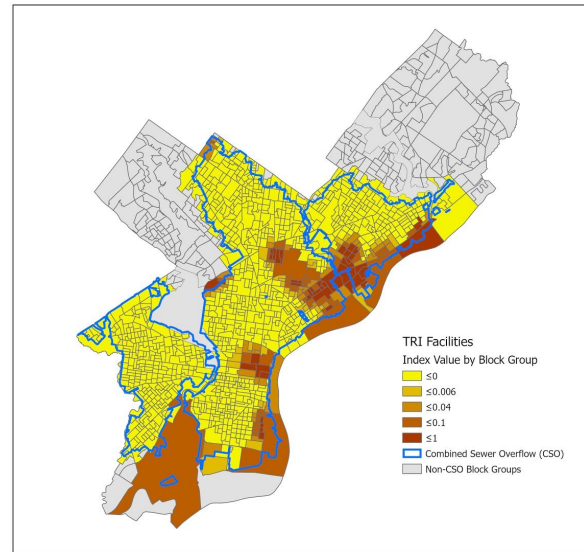 TRI Facilities
Index Value by Block Group
≤0
≤0.006
≤0.04
≤0.1
≤1
Combined Sewer Overflow (CSO)
Non-CSO Block Groups